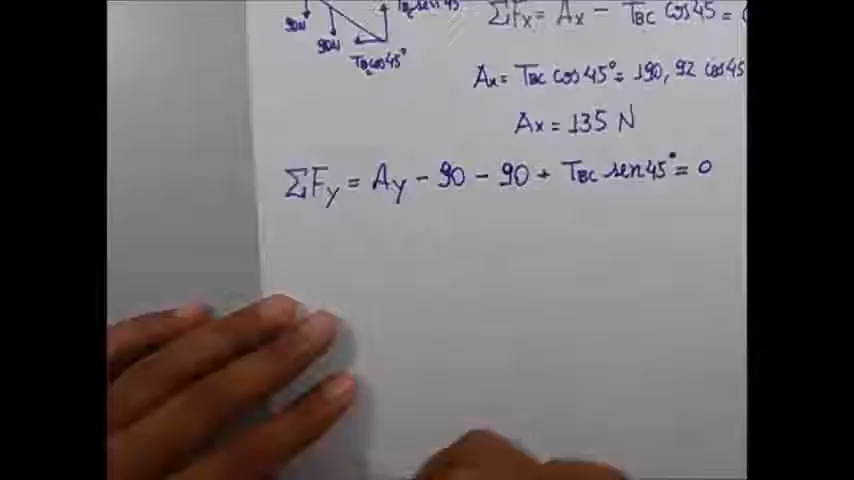 ΣFx = Ax - TBC cos45 =
90N
90N
TBC cos45°
Ax = TBC cos45° = 190,92 cos45
Ax = 135 N
ΣFy = Ay - 90 - 90 + TBC sen45° = 0